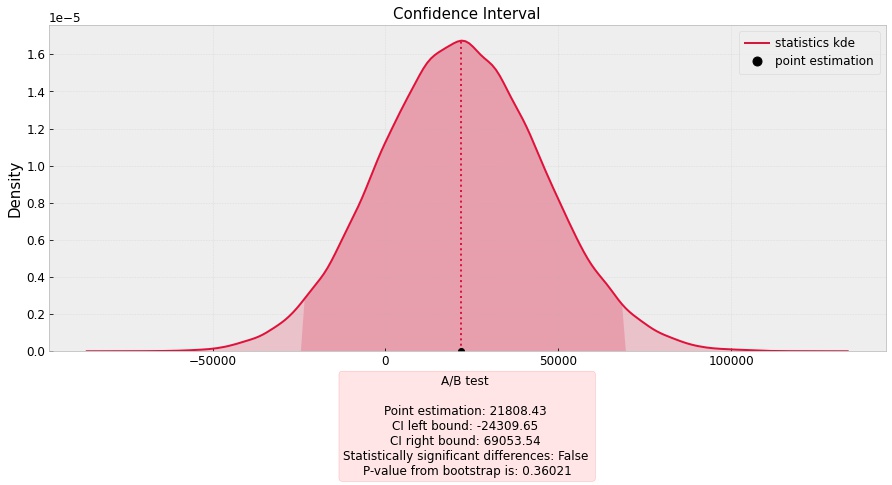 Confidence Interval
1e−5
statistics kde
point estimation
Density
1.6
1.4
1.2
1.0
0.8
0.6
0.4
0.2
0.0
−50000 0 50000 100000
A/B test
Point estimation: 21808.43
CI left bound: -24309.65
CI right bound: 69053.54
Statistically significant differences: False
P-value from bootstrap is: 0.36021